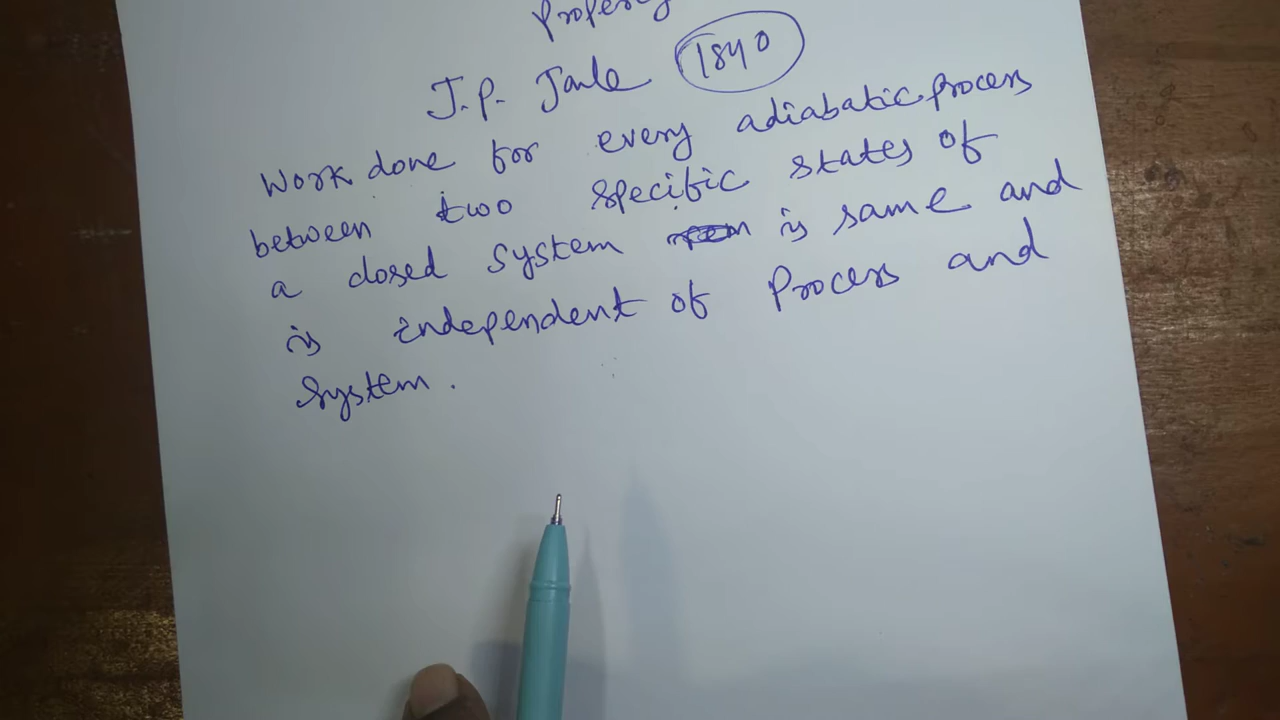 Property
J.P. Joule 1840
Work done for every adiabatic process
between two specific states of
a closed system is same and
is independent of Process and
System.